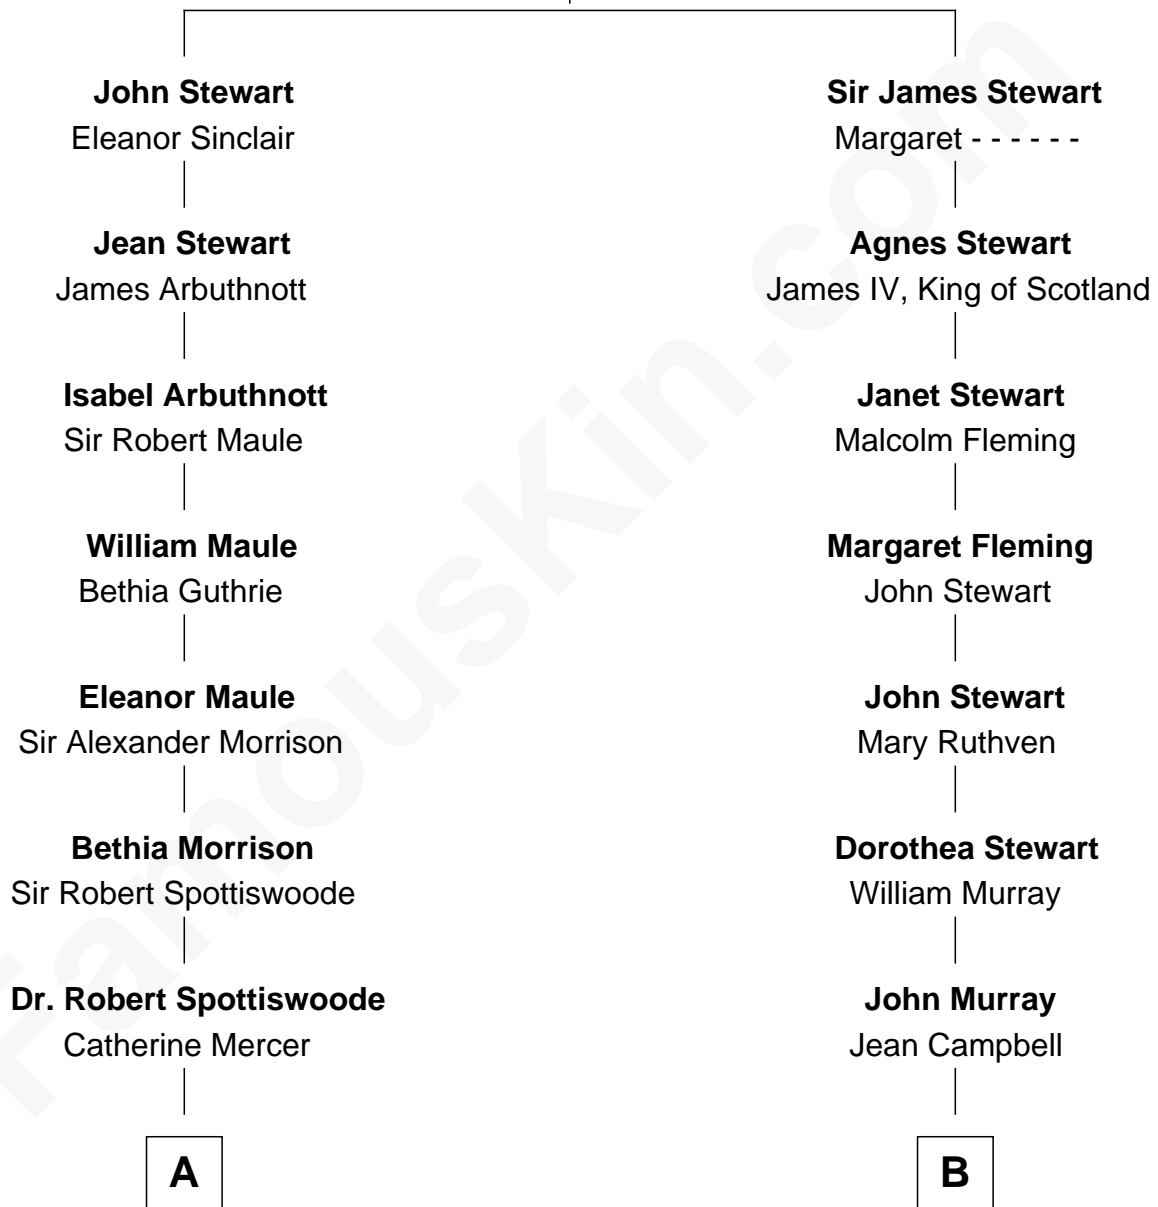 John Stewart
Eleanor Sinclair
Jean Stewart
James Arbuthnott
Isabel Arbuthnott
Sir Robert Maule
William Maule
Bethia Guthrie
Eleanor Maule
Sir Alexander Morrison
Bethia Morrison
Sir Robert Spottiswoode
Dr. Robert Spottiswoode
Catherine Mercer
A
Sir James Stewart
Margaret - - - - - -
Agnes Stewart
James IV, King of Scotland
Janet Stewart
Malcolm Fleming
Margaret Fleming
John Stewart
John Stewart
Mary Ruthven
Dorothea Stewart
William Murray
John Murray
Jean Campbell
B
FamousKin.com